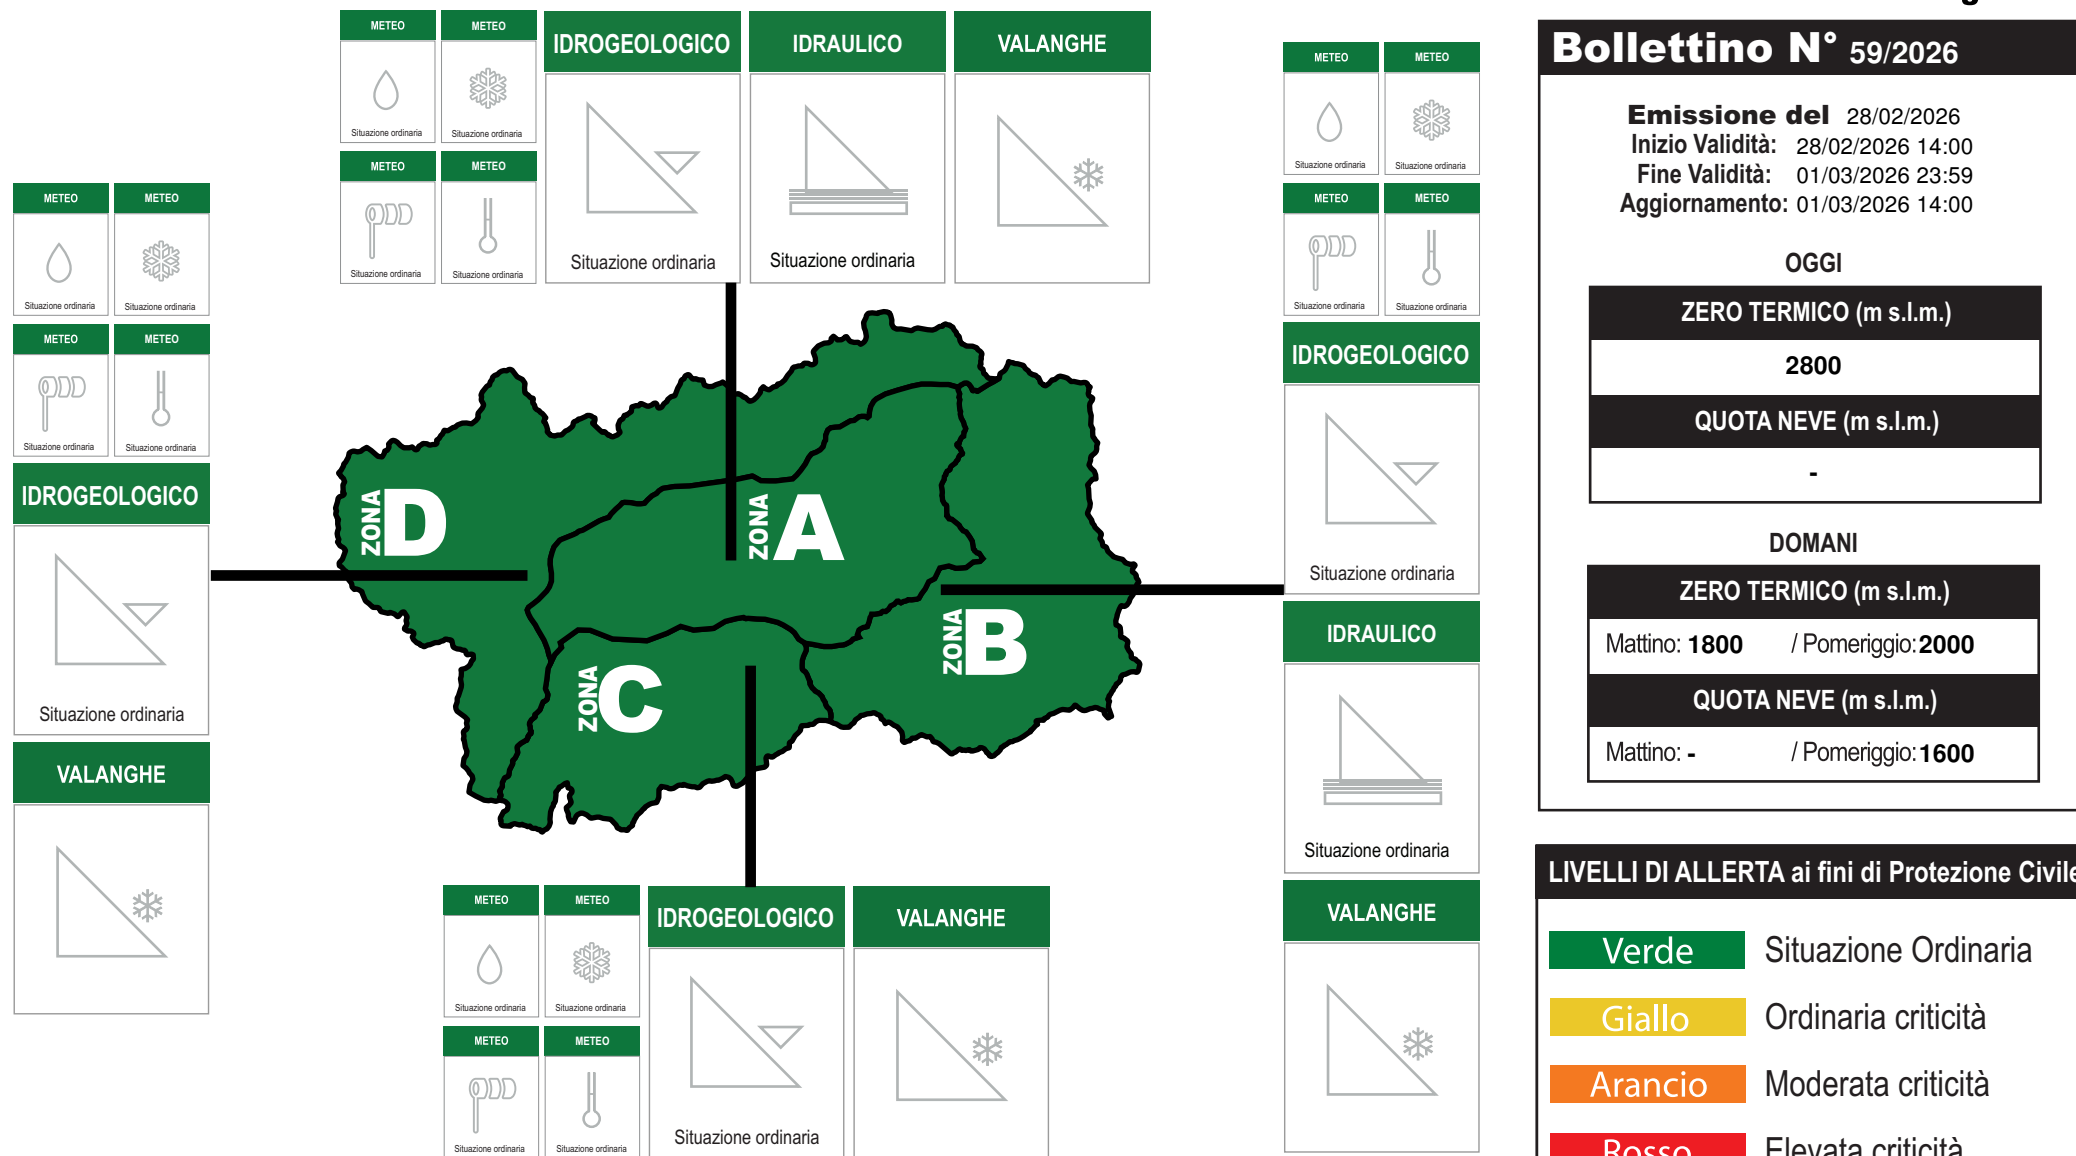 METEO
METEO
Situazione ordinaria
Situazione ordinaria
METEO
METEO
Situazione ordinaria
Situazione ordinaria
IDROGEOLOGICO
Situazione ordinaria
IDRAULICO
Situazione ordinaria
VALANGHE
METEO
METEO
Situazione ordinaria
Situazione ordinaria
METEO
METEO
Situazione ordinaria
Situazione ordinaria
IDROGEOLOGICO
Situazione ordinaria
VALANGHE
ZONA D
ZONA A
ZONA B
ZONA C
METEO
METEO
Situazione ordinaria
Situazione ordinaria
METEO
METEO
Situazione ordinaria
Situazione ordinaria
IDROGEOLOGICO
Situazione ordinaria
VALANGHE
METEO
METEO
Situazione ordinaria
Situazione ordinaria
METEO
METEO
Situazione ordinaria
Situazione ordinaria
IDROGEOLOGICO
Situazione ordinaria
IDRAULICO
Situazione ordinaria
VALANGHE
Bollettino N° 59/2026
Emissione del 28/02/2026
Inizio Validità: 28/02/2026 14:00
Fine Validità: 01/03/2026 23:59
Aggiornamento: 01/03/2026 14:00
OGGI
ZERO TERMICO (m s.l.m.)
2800
QUOTA NEVE (m s.l.m.)
-
DOMANI
ZERO TERMICO (m s.l.m.)
Mattino: 1800 / Pomeriggio: 2000
QUOTA NEVE (m s.l.m.)
Mattino: - / Pomeriggio: 1600
LIVELLI DI ALLERTA ai fini di Protezione Civile
Verde Situazione Ordinaria
Giallo Ordinaria criticità
Arancio Moderata criticità
Rosso Elevata criticità